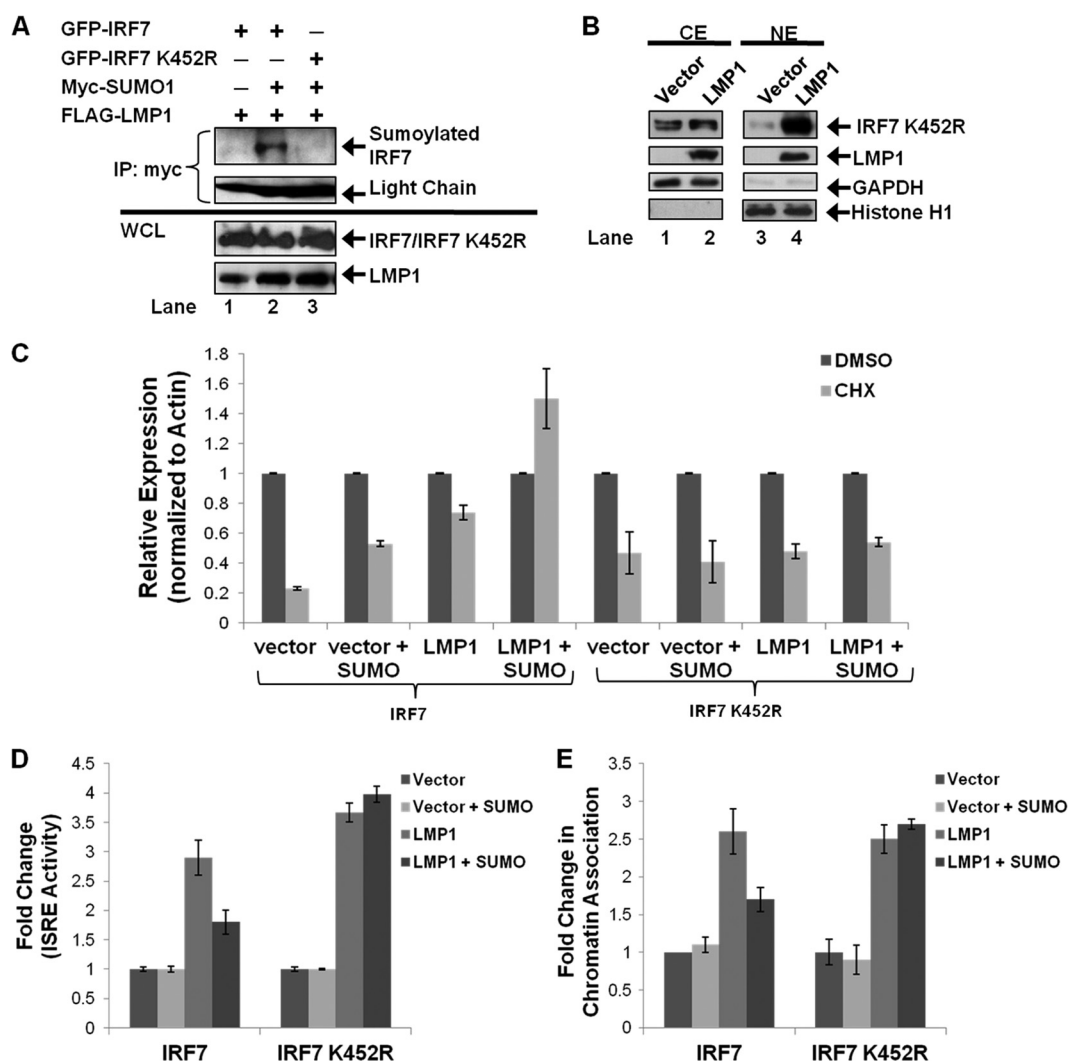 A
GFP-IRF7 + + –
GFP-IRF7 K452R – – +
Myc-SUMO1 – + +
FLAG-LMP1 + + +
IP: myc
Sumoylated
IRF7
Light Chain
WCL
IRF7/IRF7 K452R
LMP1
Lane 1 2 3
B
CE NE
Vector LMP1 Vector LMP1
IRF7 K452R
LMP1
GAPDH
Histone H1
Lane 1 2 3 4
C
Relative Expression
(normalized to Actin)
1.8
1.6
1.4
1.2
1
0.8
0.6
0.4
0.2
0
DMSO
CHX
vector vector + LMP1 LMP1 + vector vector + LMP1 LMP1 +
SUMO SUMO SUMO SUMO
IRF7 IRF7 K452R
D
Fold Change
(ISRE Activity)
4.5
4
3.5
3
2.5
2
1.5
1
0.5
0
Vector
Vector + SUMO
LMP1
LMP1 + SUMO
IRF7 IRF7 K452R
E
Fold Change in
Chromatin Association
3.5
3
2.5
2
1.5
1
0.5
0
Vector
Vector + SUMO
LMP1
LMP1 + SUMO
IRF7 IRF7 K452R